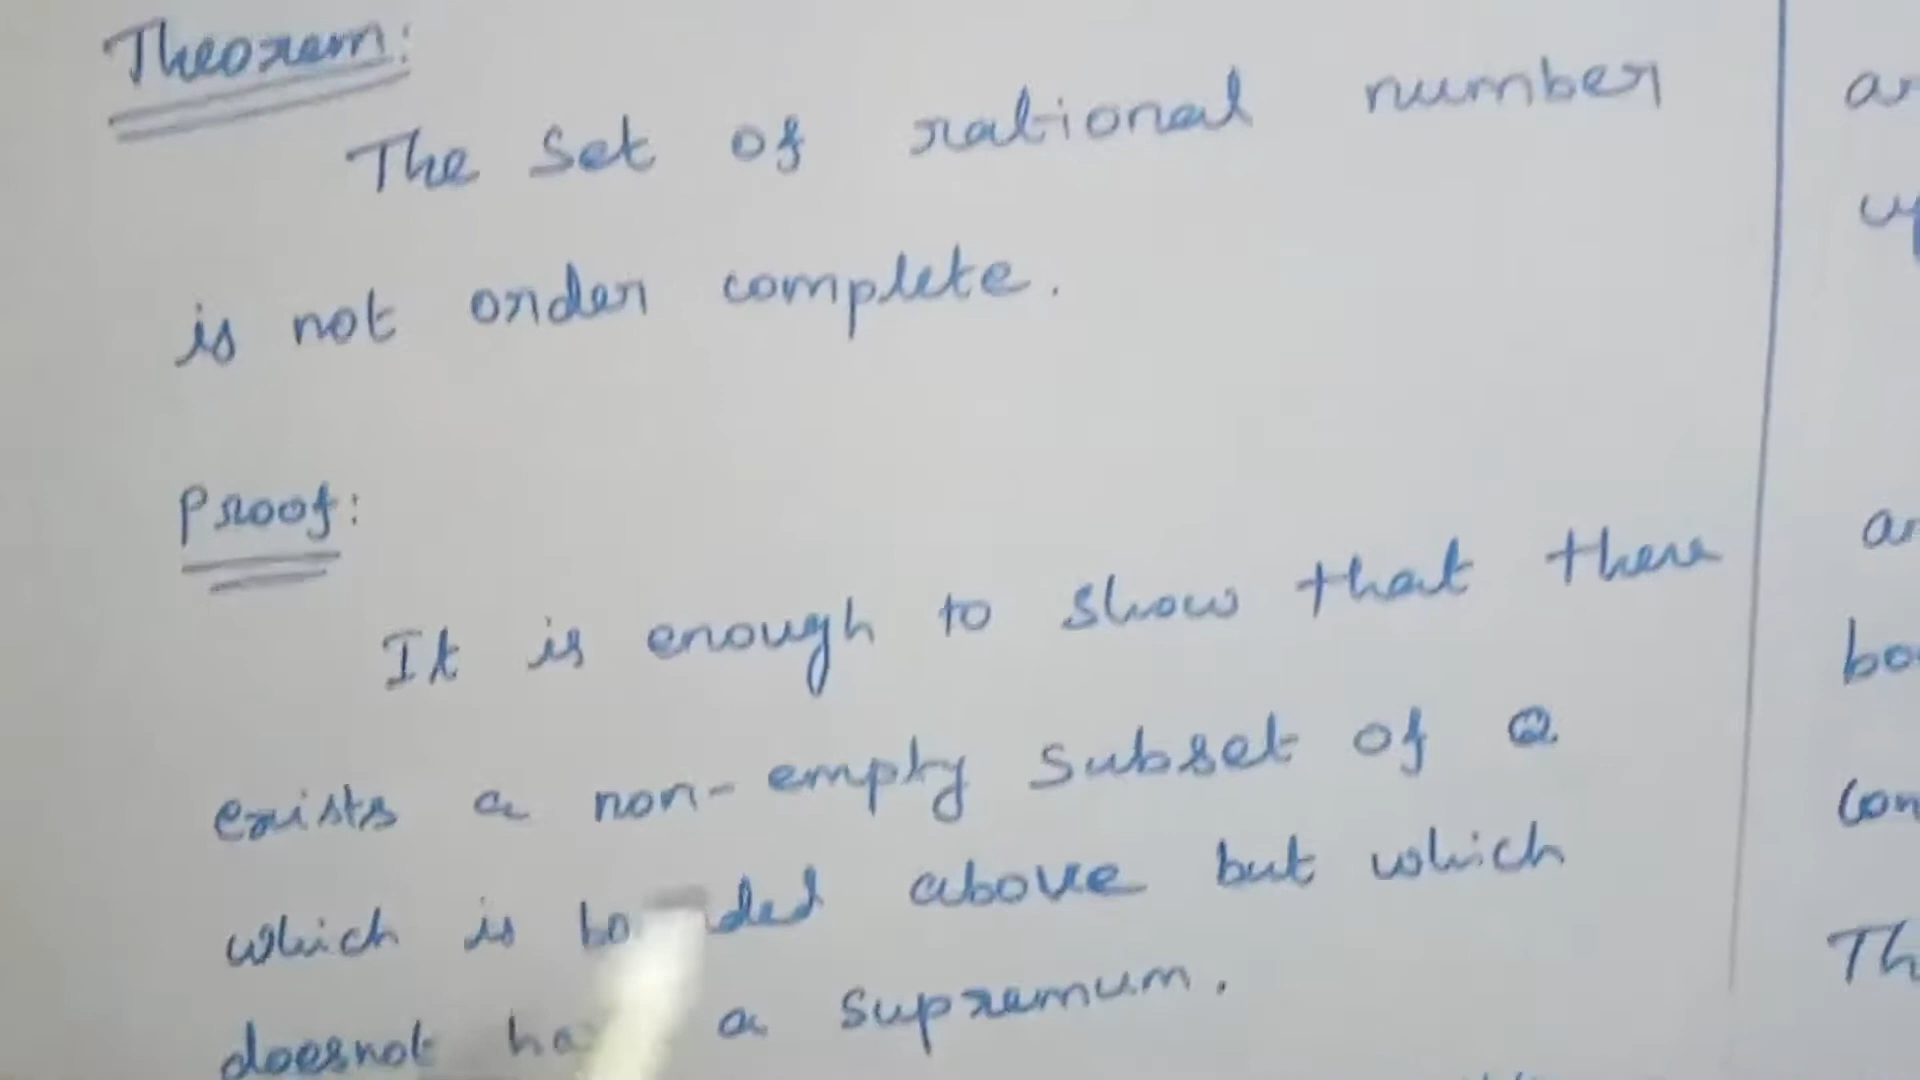 Theorem:
The set of rational number
is not order complete.
Proof:
It is enough to show that there
exists a non-empty subset of Q
which is above but which
doesnot a supremum.